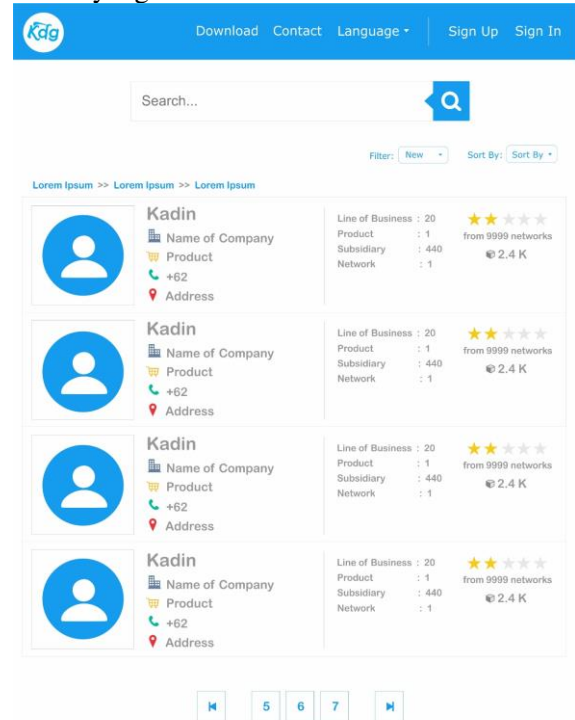 Kdg
Download Contact Language Sign Up Sign In
Search...
Filter: New Sort By: Sort By
Lorem Ipsum >> Lorem Ipsum >> Lorem Ipsum
Kadin
Name of Company
Product
+62
Address
Line of Business : 20
Product : 1
Subsidiary : 440
Network : 1
from 9999 networks
2.4 K
Kadin
Name of Company
Product
+62
Address
Line of Business : 20
Product : 1
Subsidiary : 440
Network : 1
from 9999 networks
2.4 K
Kadin
Name of Company
Product
+62
Address
Line of Business : 20
Product : 1
Subsidiary : 440
Network : 1
from 9999 networks
2.4 K
Kadin
Name of Company
Product
+62
Address
Line of Business : 20
Product : 1
Subsidiary : 440
Network : 1
from 9999 networks
2.4 K
5 6 7